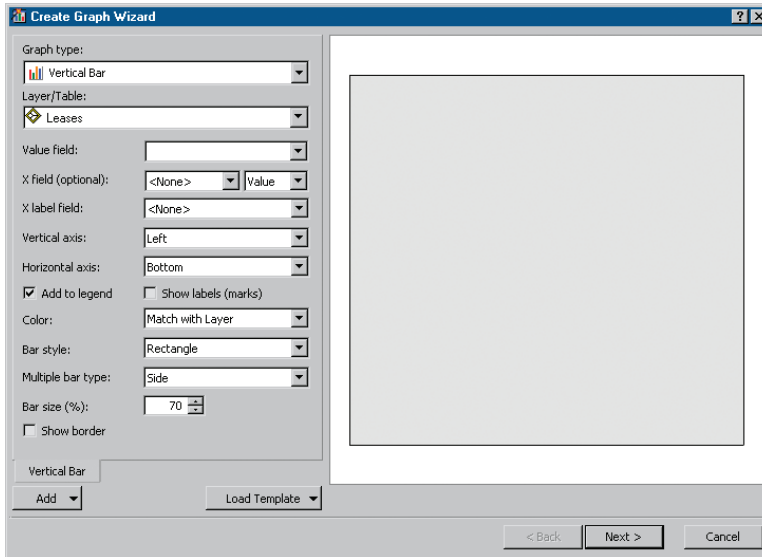 Create Graph Wizard
Graph type:
Vertical Bar
Layer/Table:
Leases
Value field:
X field (optional): <None> Value
X label field: <None>
Vertical axis: Left
Horizontal axis: Bottom
Add to legend Show labels (marks)
Color: Match with Layer
Bar style: Rectangle
Multiple bar type: Side
Bar size (%): 70
Show border
Vertical Bar
Add Load Template
< Back Next > Cancel